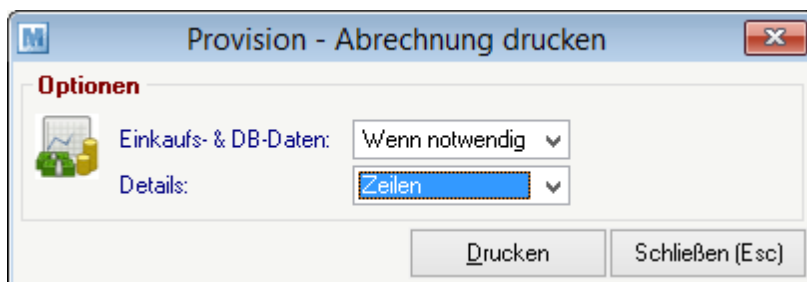 M Provision - Abrechnung drucken
Optionen
Einkaufs- & DB-Daten: Wenn notwendig
Details: Zeilen
Drucken Schließen (Esc)